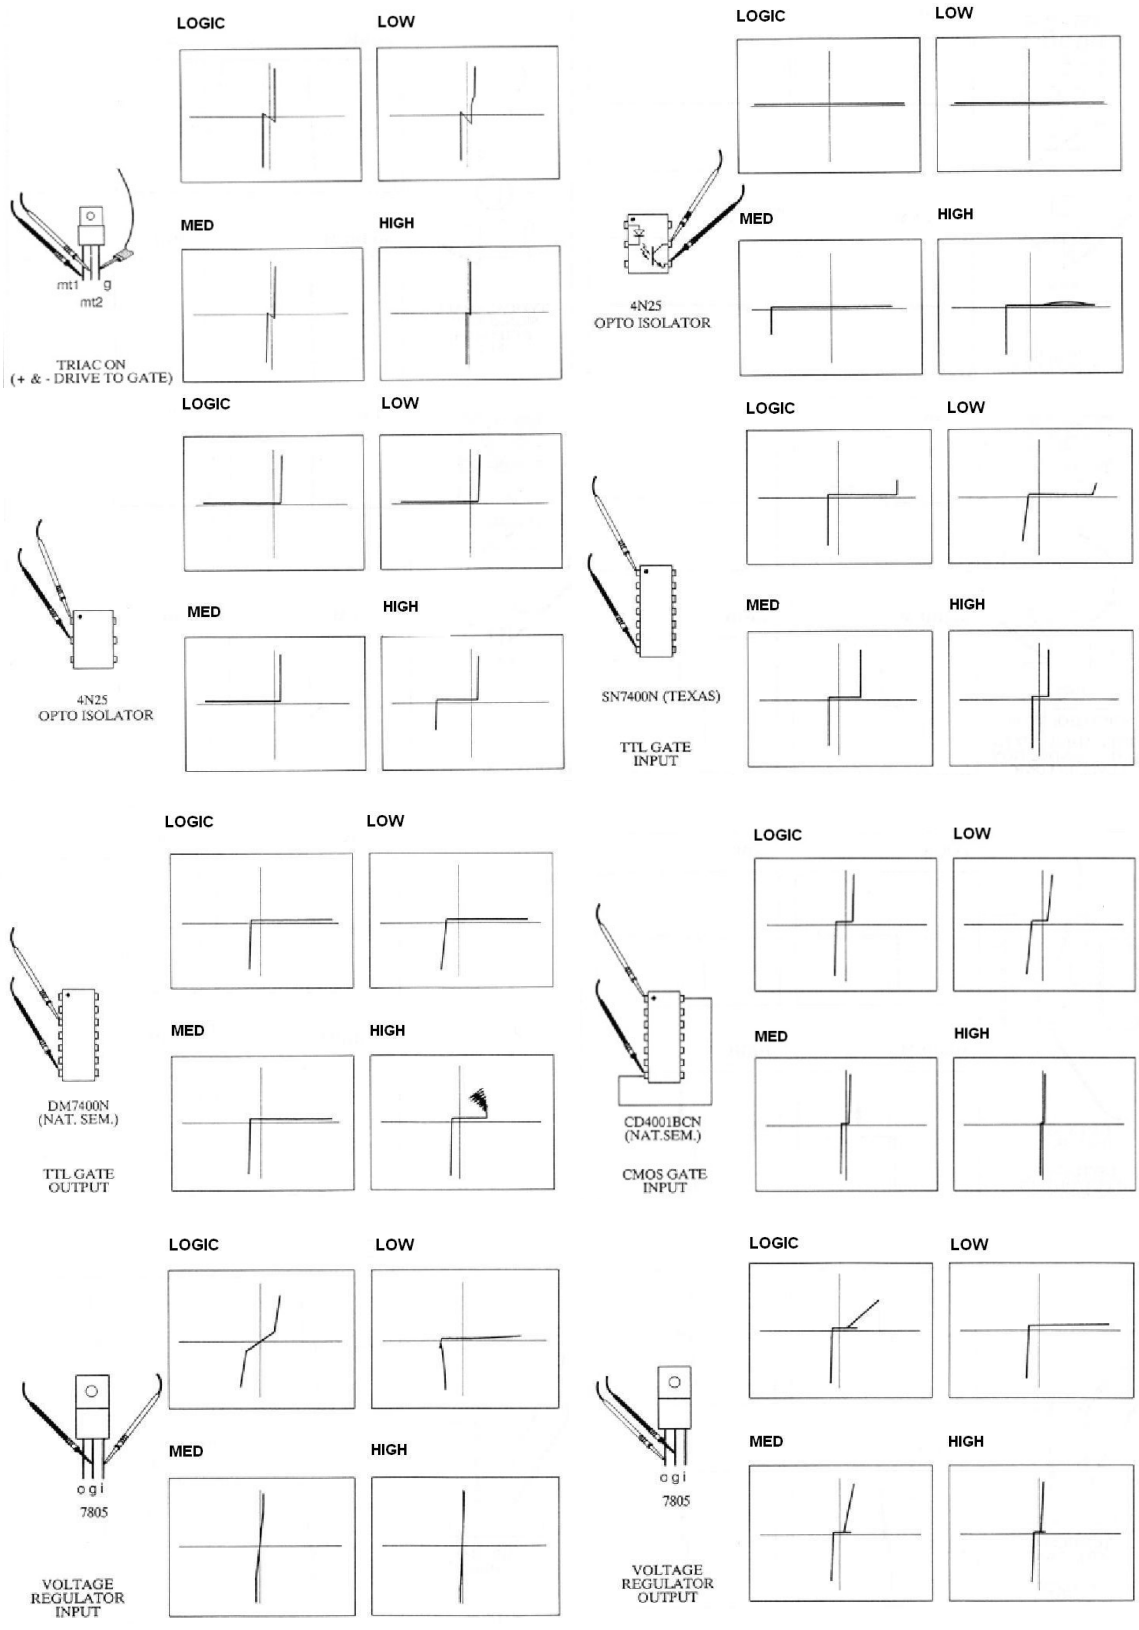 LOGIC
LOW
MED
HIGH
mt1
g
mt2
TRIAC ON
(+ & - DRIVE TO GATE)
LOGIC
LOW
MED
HIGH
4N25
OPTO ISOLATOR
LOGIC
LOW
MED
HIGH
4N25
OPTO ISOLATOR
LOGIC
LOW
MED
HIGH
SN7400N (TEXAS)
TTL GATE
INPUT
LOGIC
LOW
MED
HIGH
DM7400N
(NAT. SEM.)
TTL GATE
OUTPUT
LOGIC
LOW
MED
HIGH
CD4001BCN
(NAT.SEM.)
CMOS GATE
INPUT
LOGIC
LOW
MED
HIGH
o g i
7805
VOLTAGE
REGULATOR
INPUT
LOGIC
LOW
MED
HIGH
o g i
7805
VOLTAGE
REGULATOR
OUTPUT